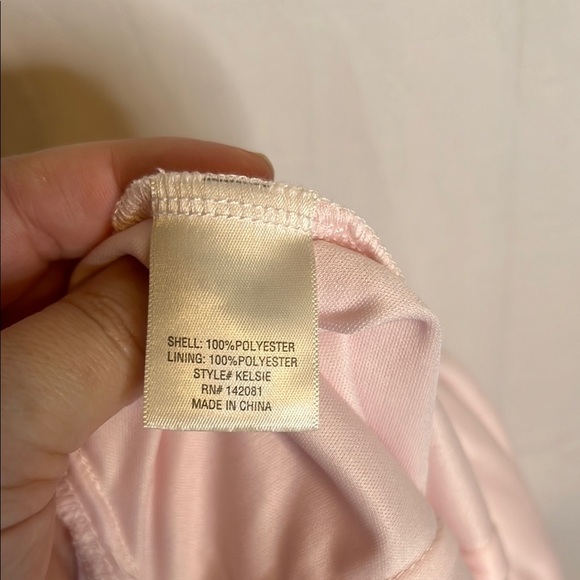 SHELL: 100%POLYESTER
LINING: 100%POLYESTER
STYLE# KELSIE
RN# 142081
MADE IN CHINA